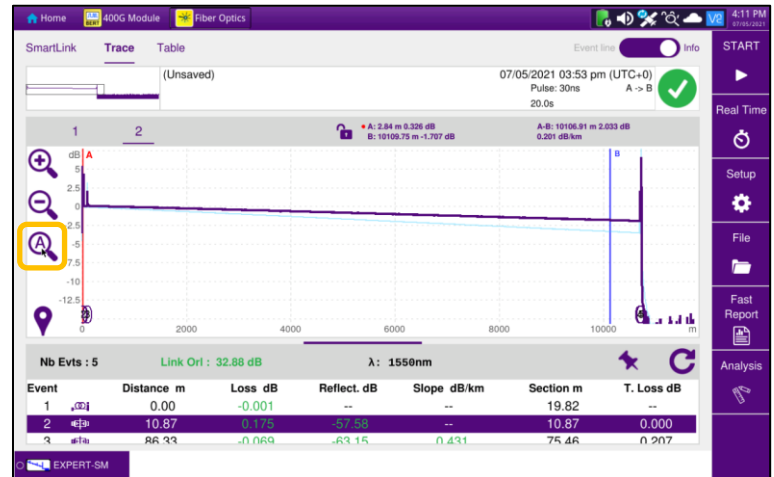 Home 400G Module Fiber Optics 4:11 PM
07/05/2021
SmartLink Trace Table Event line Info START
(Unsaved) 07/05/2021 03:53 pm (UTC+0)
Pulse: 30ns A -> B
20.0s
Real Time
1 2 A: 2.84 m 0.326 dB A-B: 10106.91 m 2.033 dB
B: 10109.75 m -1.707 dB 0.201 dB/km
dB A B
5
2.5
0
-2.5
-5
-7.5
-10
-12.5
0 2000 4000 6000 8000 10000 m
Setup
File
Fast
Report
Analysis
Nb Evts : 5 Link Orl : 32.88 dB λ: 1550nm
Event Distance m Loss dB Reflect. dB Slope dB/km Section m T. Loss dB
1 0.00 -0.001 -- -- 19.82 --
2 10.87 0.175 -57.58 -- 10.87 0.000
3 86.33 -0.069 -63.15 0.431 75.46 0.207
EXPERT-SM